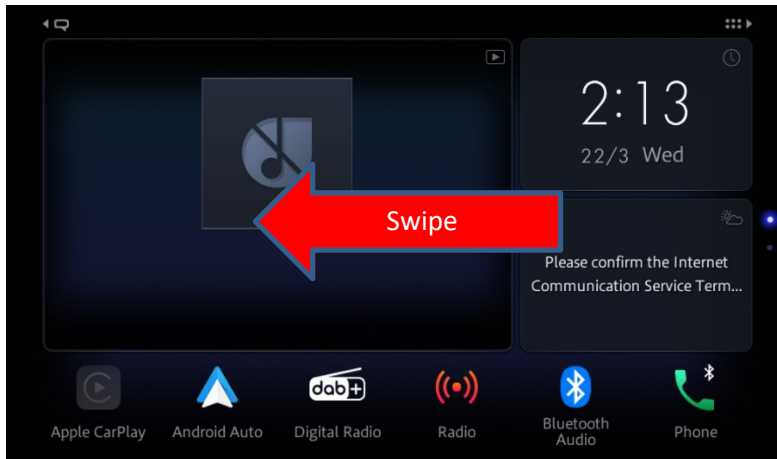 2:13
22/3 Wed
Swipe
Please confirm the Internet
Communication Service Term...
dab+
Apple CarPlay
Android Auto
Digital Radio
Radio
Bluetooth
Audio
Phone